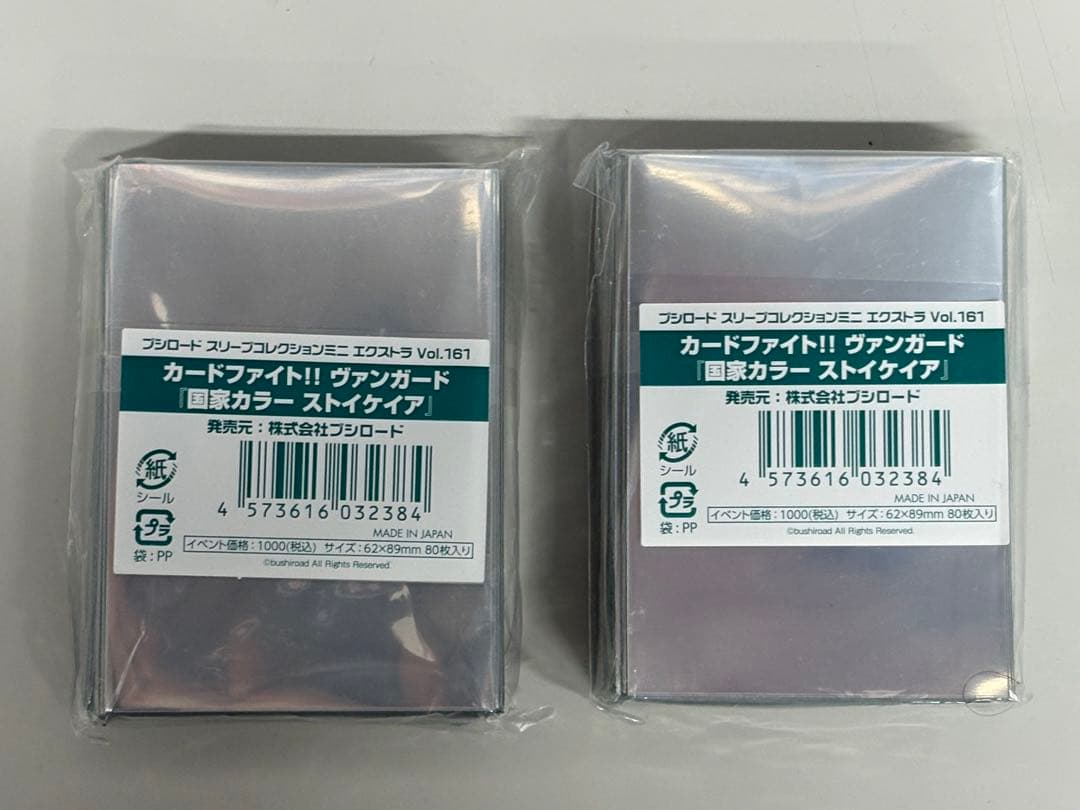 ブシロード スリーブコレクションミニ エクストラ Vol.161
カードファイト!! ヴァンガード
『国家カラー ストイケイア』
発売元：株式会社ブシロード
紙
シール
プラ
袋：PP
4 573616 032384
MADE IN JAPAN
イベント価格：1000(税込) サイズ：62×89mm 80枚入り
©bushiroad All Rights Reserved.
ブシロード スリーブコレクションミニ エクストラ Vol.161
カードファイト!! ヴァンガード
『国家カラー ストイケイア』
発売元：株式会社ブシロード
紙
シール
プラ
袋：PP
4 573616 032384
MADE IN JAPAN
イベント価格：1000(税込) サイズ：62×89mm 80枚入り
©bushiroad All Rights Reserved.